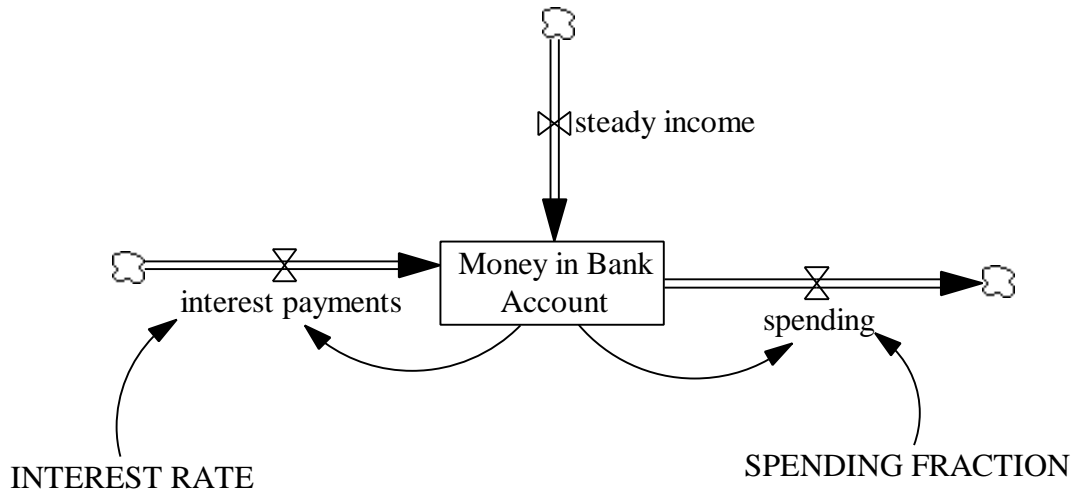 steady income
Money in Bank
Account
interest payments
spending
INTEREST RATE
SPENDING FRACTION